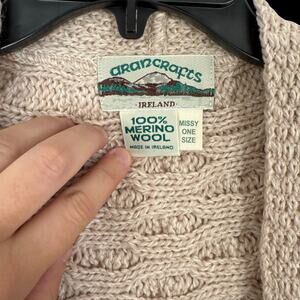 aranCrafts
·IRELAND·
100%
MERINO
WOOL
MADE IN IRELAND
MISSY
ONE
SIZE